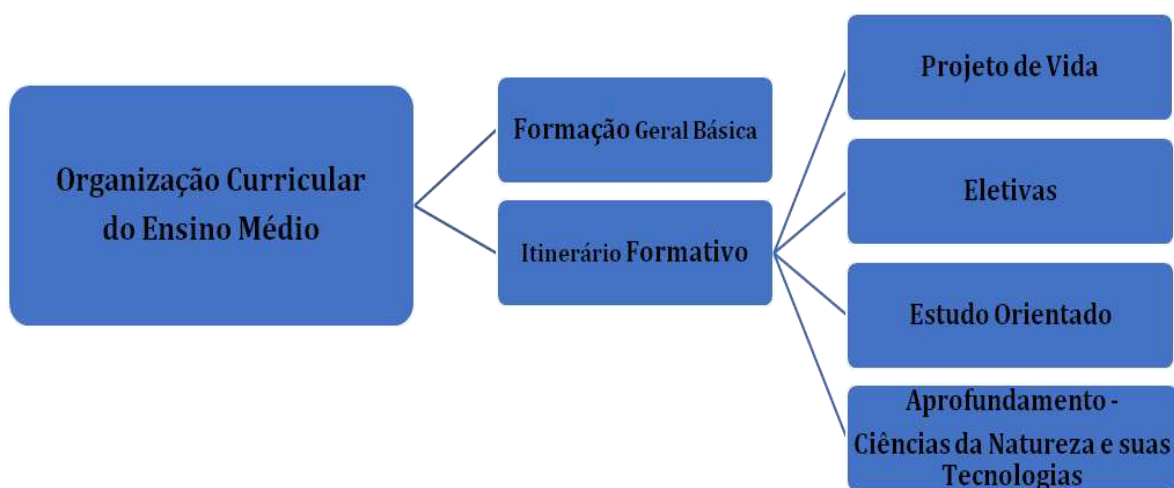 Organização Curricular
do Ensino Médio
Formação Geral Básica
Itinerário Formativo
Projeto de Vida
Eletivas
Estudo Orientado
Aprofundamento -
Ciências da Natureza e suas
Tecnologias